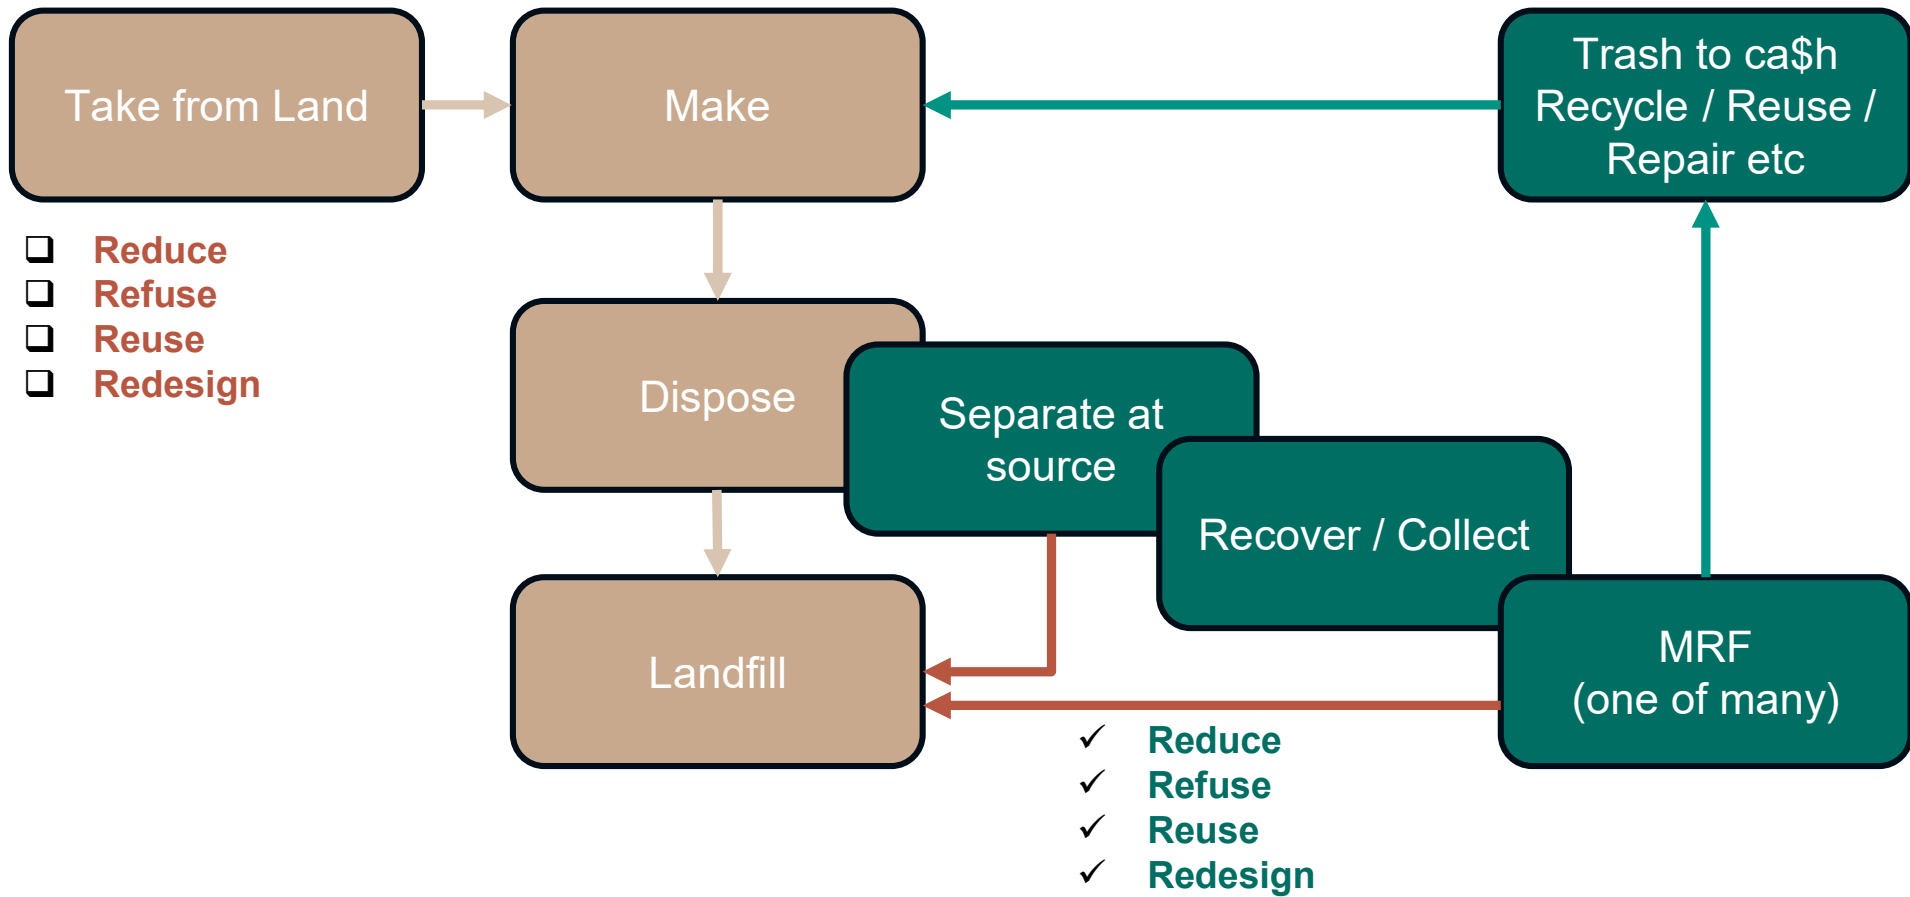 Take from Land
Make
Trash to ca$h
Recycle / Reuse /
Repair etc
❑ Reduce
❑ Refuse
❑ Reuse
❑ Redesign
Dispose
Separate at
source
Recover / Collect
Landfill
MRF
(one of many)
✓ Reduce
✓ Refuse
✓ Reuse
✓ Redesign